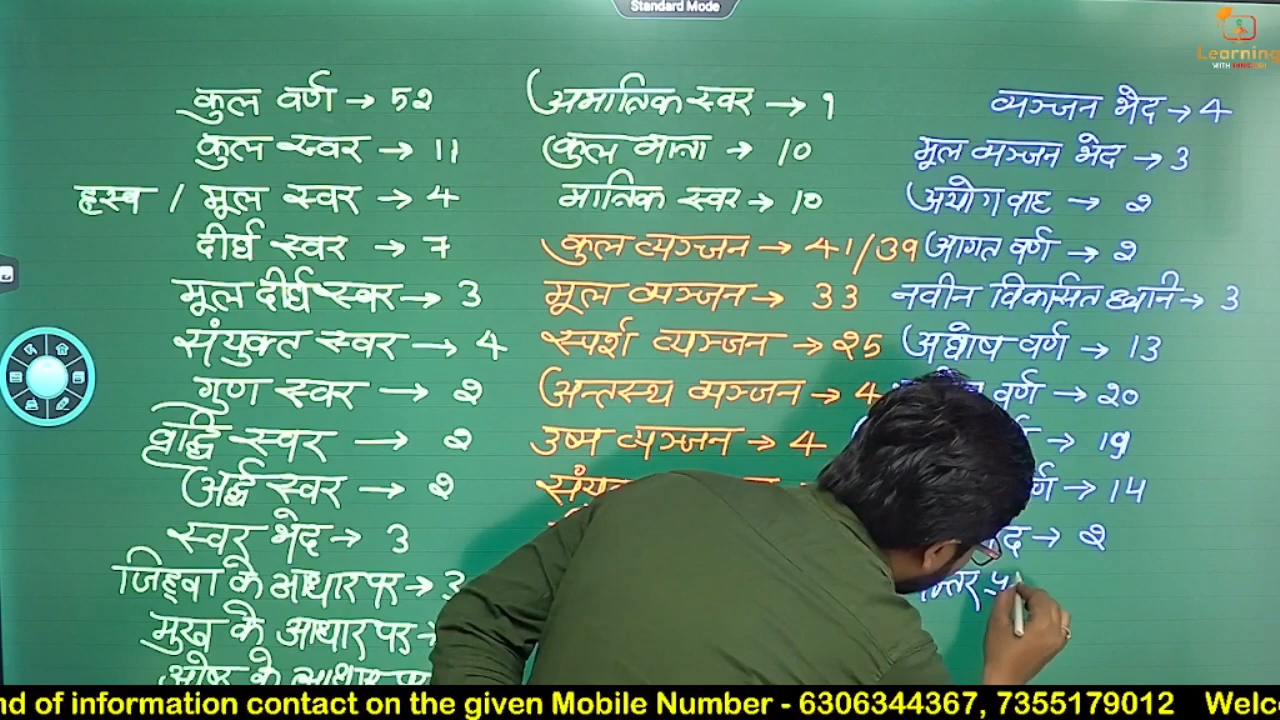 Standard Mode
Learning
कुल वर्ण → 52
कुल स्वर → 11
ह्रस्व / मूल स्वर → 4
दीर्घ स्वर → 7
मूल दीर्घ स्वर → 3
संयुक्त स्वर → 4
गुण स्वर → 2
वृद्धि स्वर → 2
अर्द्ध स्वर → 2
स्वर भेद → 3
जिह्वा के आधार पर → 3
मुख के आधार पर →
ओष्ठ के आधार पर
अमात्रिक स्वर → 1
कुल मात्रा → 10
मात्रिक स्वर → 10
कुल व्यञ्जन → 41/39
मूल व्यञ्जन → 33
स्पर्श व्यञ्जन → 25
अन्तस्थ व्यञ्जन → 4
उष्म व्यञ्जन → 4
व्यञ्जन भेद → 4
मूल व्यञ्जन भेद → 3
अयोगवाह → 2
आगत वर्ण → 2
नवीन विकसित ध्वनि → 3
अघोष वर्ण → 13
वर्ण → 20
→ 19
→ 14
→ 2
nd of information contact on the given Mobile Number - 6306344367, 7355179012 Welc